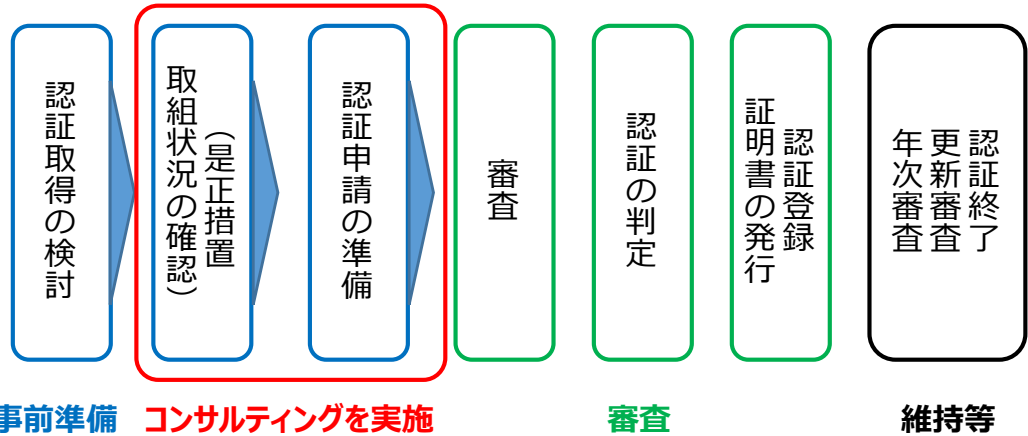 認証取得の検討
（是正措置
取組状況の確認）
認証申請の準備
審査
認証の判定
認証登録
証明書の発行
認証終了
更新審査
年次審査
事前準備
コンサルティングを実施
審査
維持等